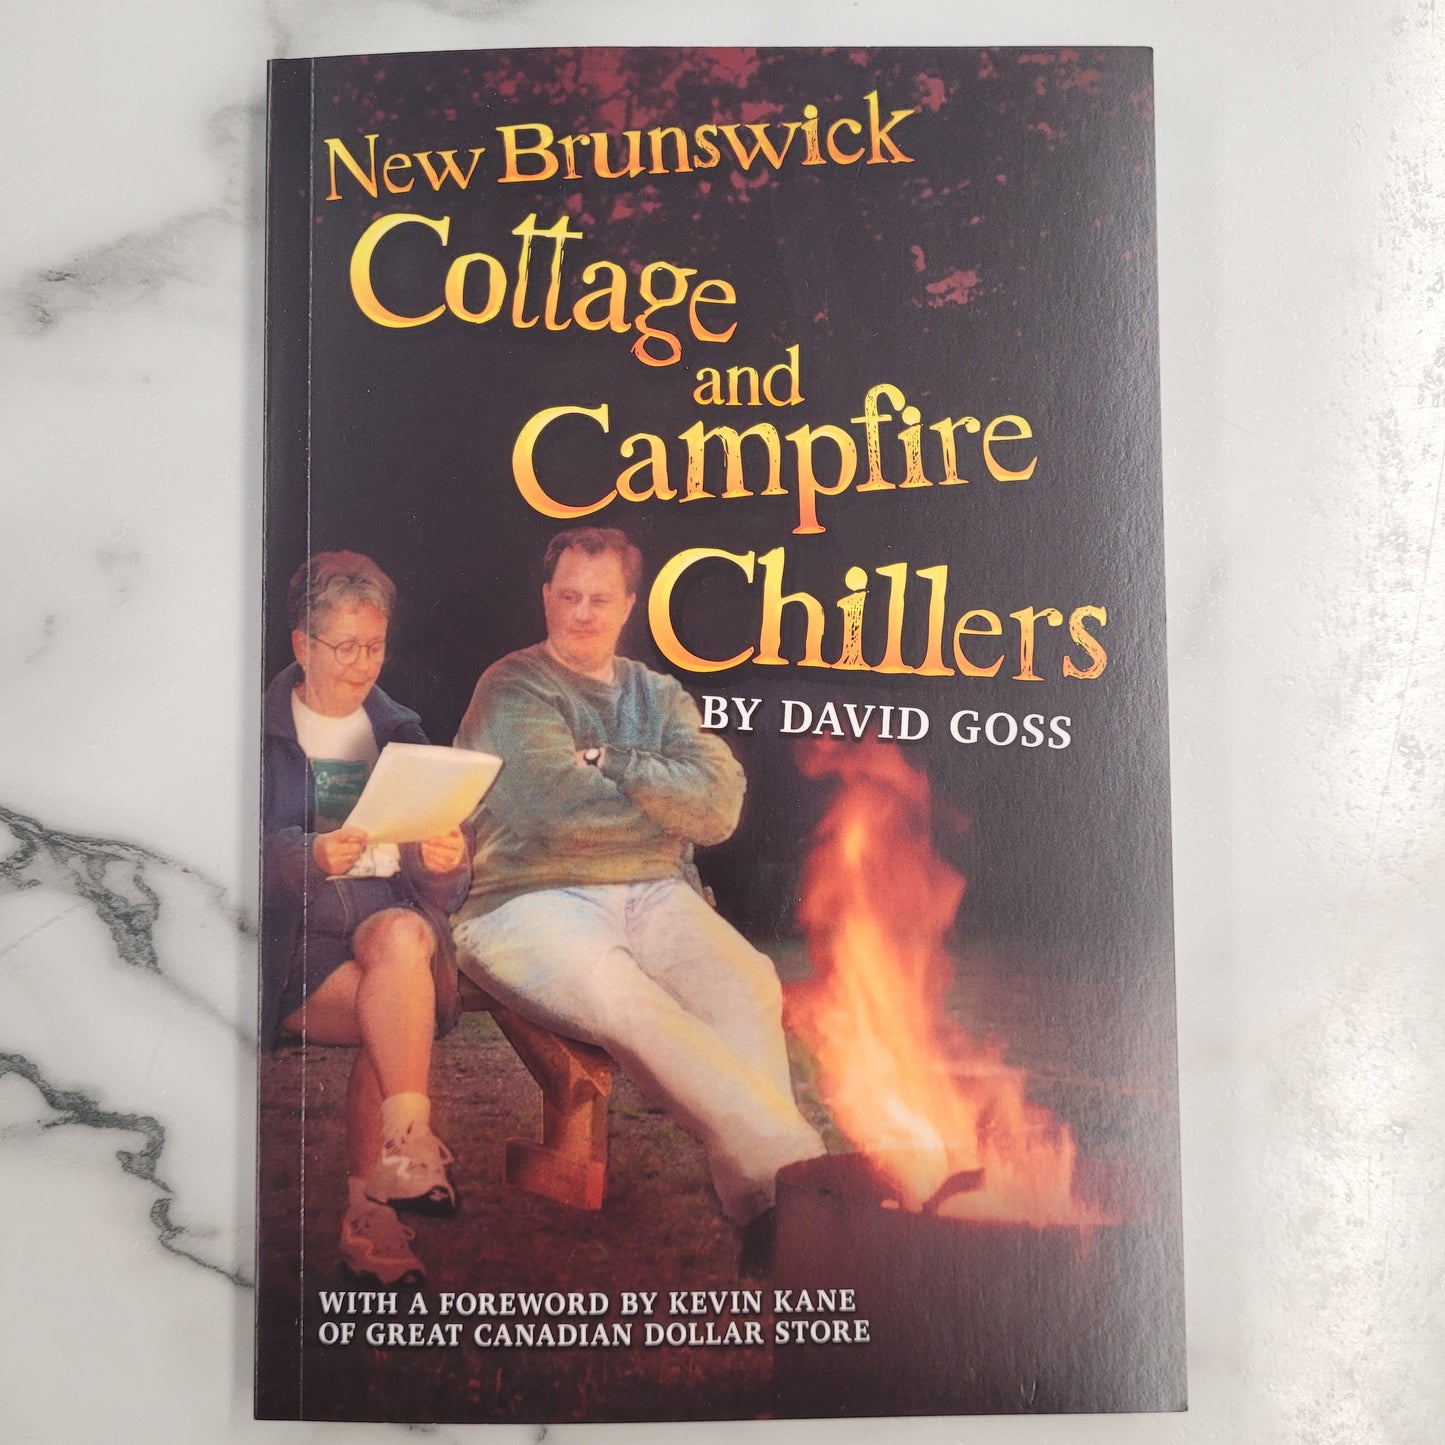 New Brunswick
Cottage
and
Campfire
Chillers
BY DAVID GOSS
WITH A FOREWORD BY KEVIN KANE
OF GREAT CANADIAN DOLLAR STORE